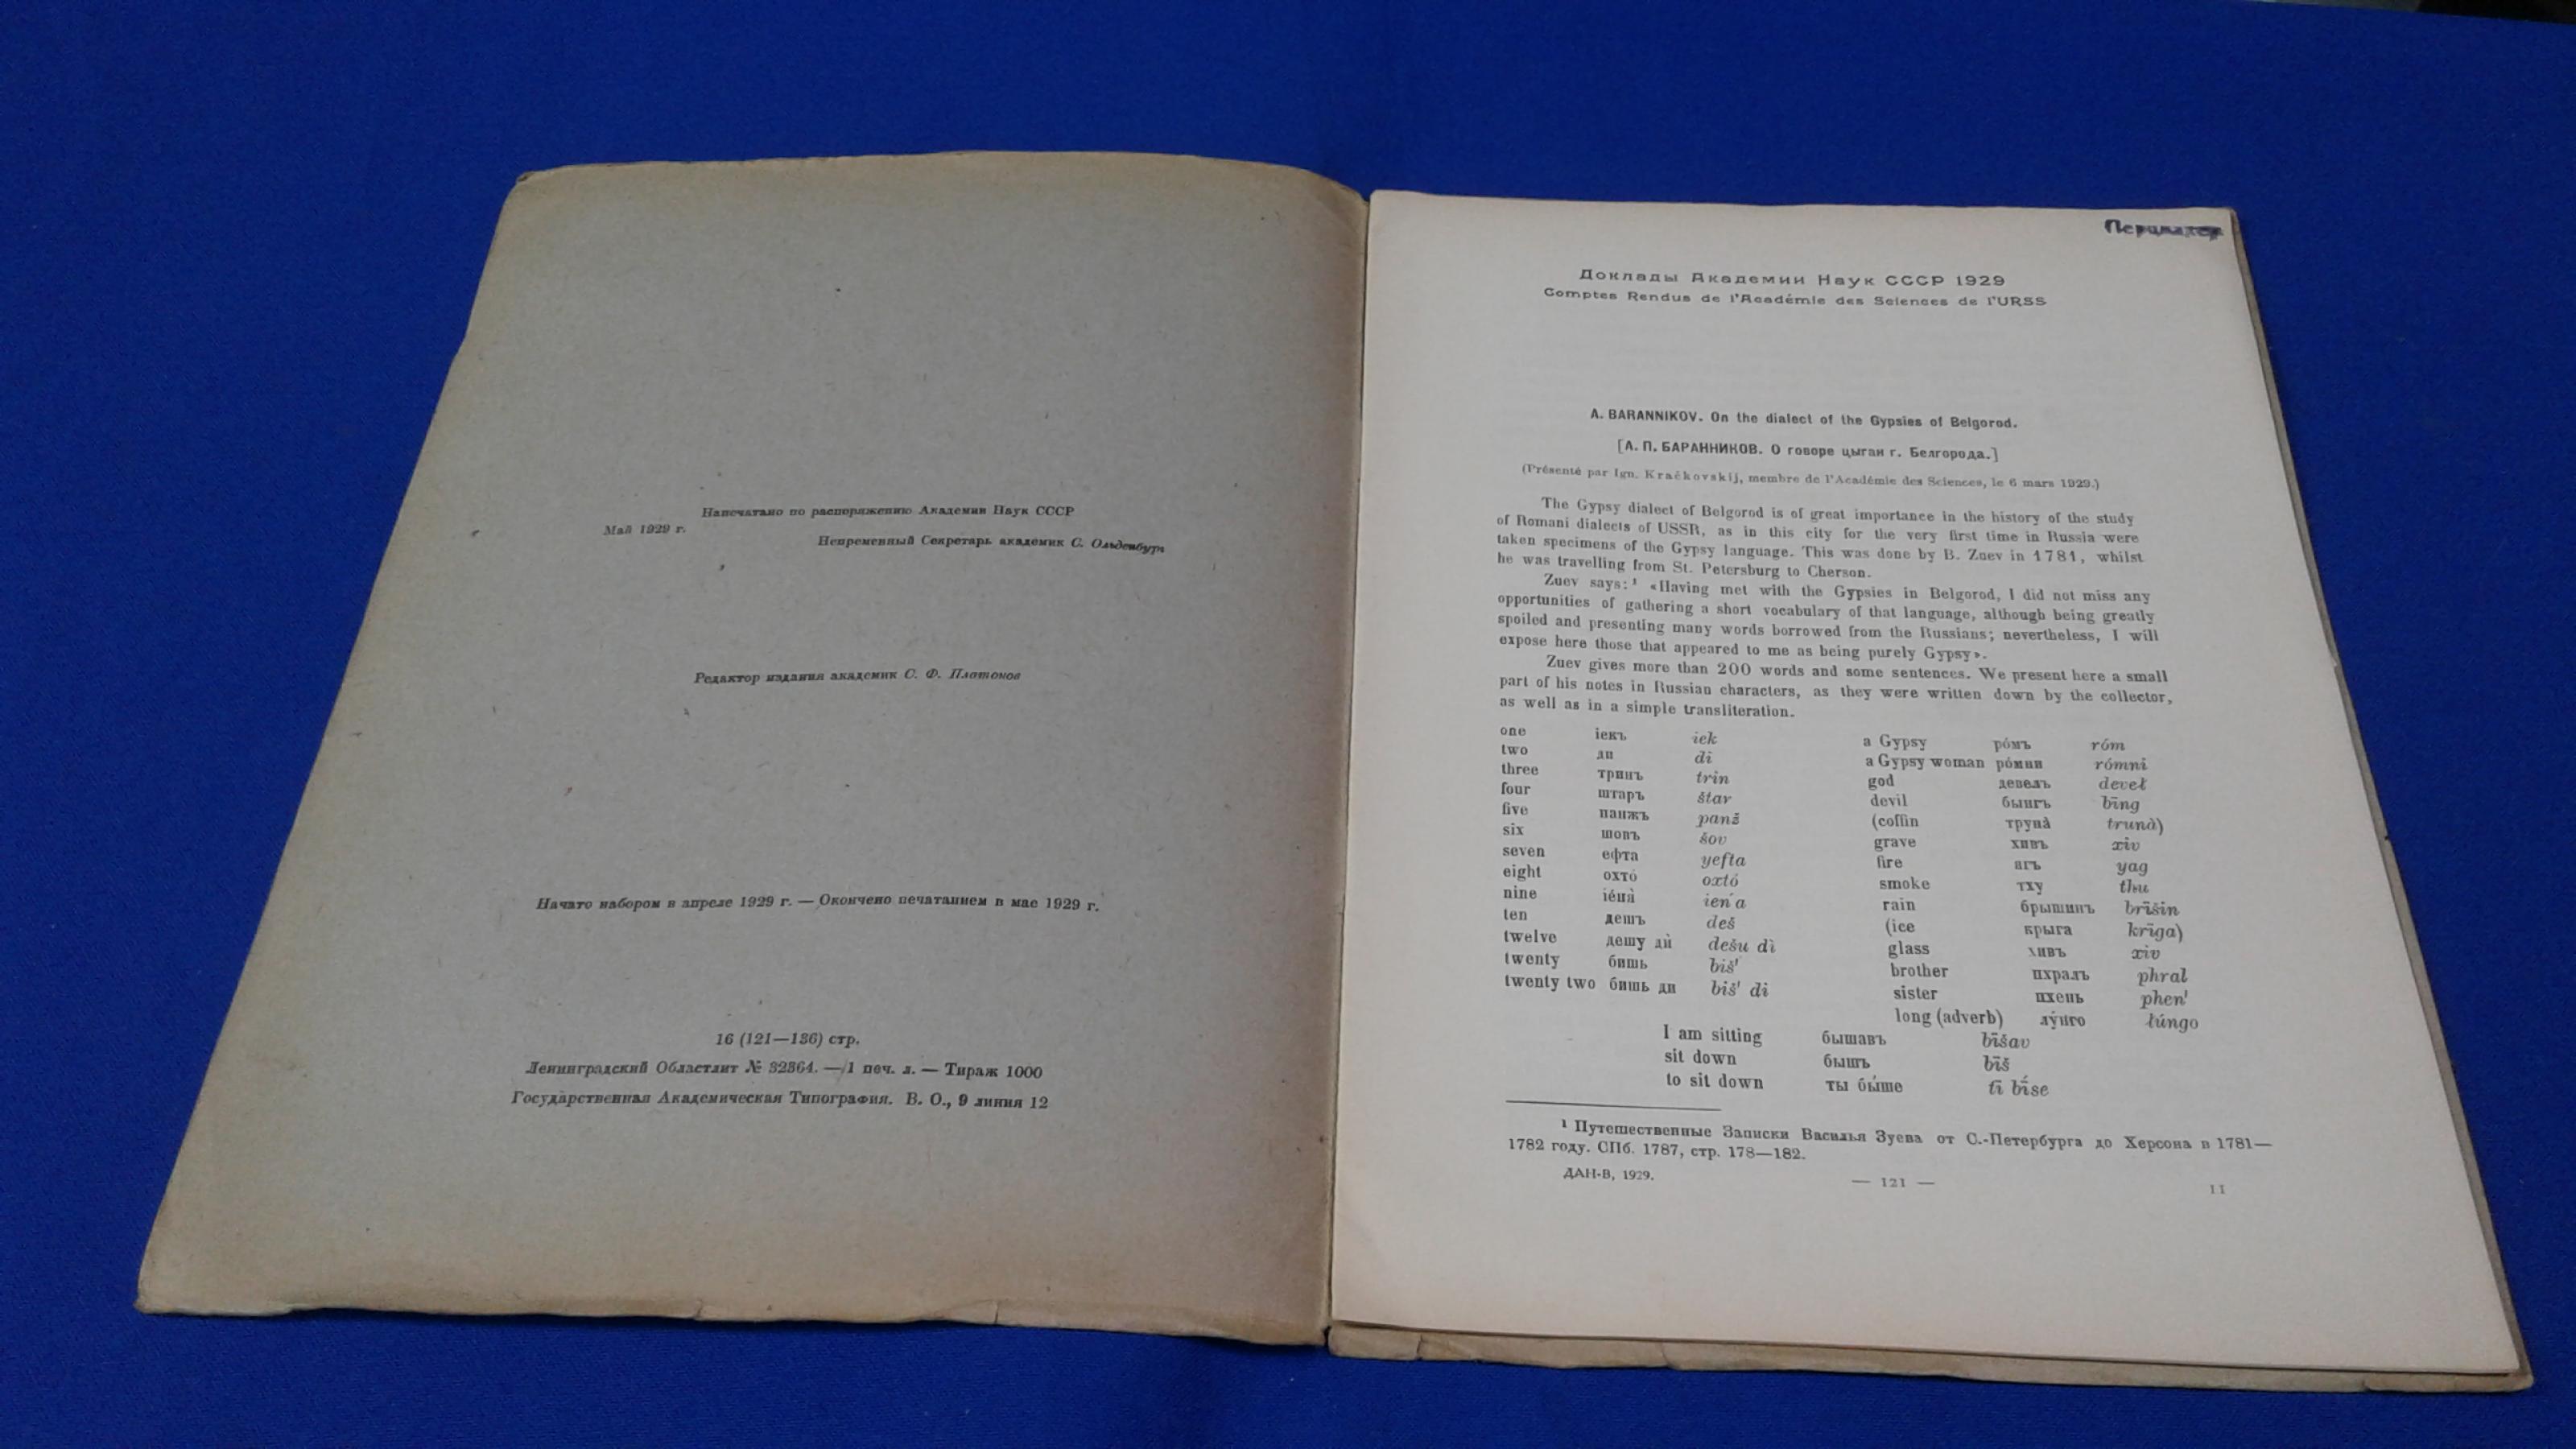 Напечатано по распоряжению Академии Наук СССР
Май 1929 г.
Непременный Секретарь академик С. Ольденбург
Редактор издания академик С. Ф. Платонов
Начато набором в апреле 1929 г. — Окончено печатанием в мае 1929 г.
16 (121—136) стр.
Ленинградский Областлит № 32364. — 1 печ. л. — Тираж 1000
Государственная Академическая Типография. В. О., 9 линия 12
Доклады Академии Наук СССР 1929
Comptes Rendus de l'Académie des Sciences de l'URSS
A. BARANNIKOV. On the dialect of the Gypsies of Belgorod.
[А. П. БАРАННИКОВ. О говоре цыган г. Белгорода.]
(Présenté par Ign. Kračkovskij, membre de l'Académie des Sciences, le 6 mars 1929.)
The Gypsy dialect of Belgorod is of great importance in the history of the study
of Romani dialects of USSR, as in this city for the very first time in Russia were
taken specimens of the Gypsy language. This was done by B. Zuev in 1781, whilst
he was travelling from St. Petersburg to Cherson.
Zuev says:¹ «Having met with the Gypsies in Belgorod, I did not miss any
opportunities of gathering a short vocabulary of that language, although being greatly
spoiled and presenting many words borrowed from the Russians; nevertheless, I will
expose here those that appeared to me as being purely Gypsy».
Zuev gives more than 200 words and some sentences. We present here a small
part of his notes in Russian characters, as they were written down by the collector,
as well as in a simple transliteration.
one іекъ iek
two ди di
three тринъ trin
four штаръ štar
five панжъ panž
six шовъ šov
seven ефта yefta
eight охто́ oxtó
nine іéня̀ ień a
ten дешъ deš
twelve дешу дѝ dešu dì
twenty бишь biš'
twenty two бишь ди biš' di
a Gypsy ро́мъ róm
a Gypsy woman ро́мни rómni
god девелъ deveł
devil бынгъ bīng
(coffin труна̀ trunà)
grave хивъ xiv
fire ягъ yag
smoke тху thu
rain брышинъ brīšin
(ice крыга krīga)
glass хивъ xiv
brother пхралъ phral
sister пхень phen'
long (adverb) лу́нго łúngo
I am sitting бышавъ bīšav
sit down бышъ bīš
to sit down ты бы́ше tī bī́še
¹ Путешественные Записки Василья Зуева от С.-Петербурга до Херсона в 1781—
1782 году. СПб. 1787, стр. 178—182.
ДАН-В, 1929.
— 121 —
11